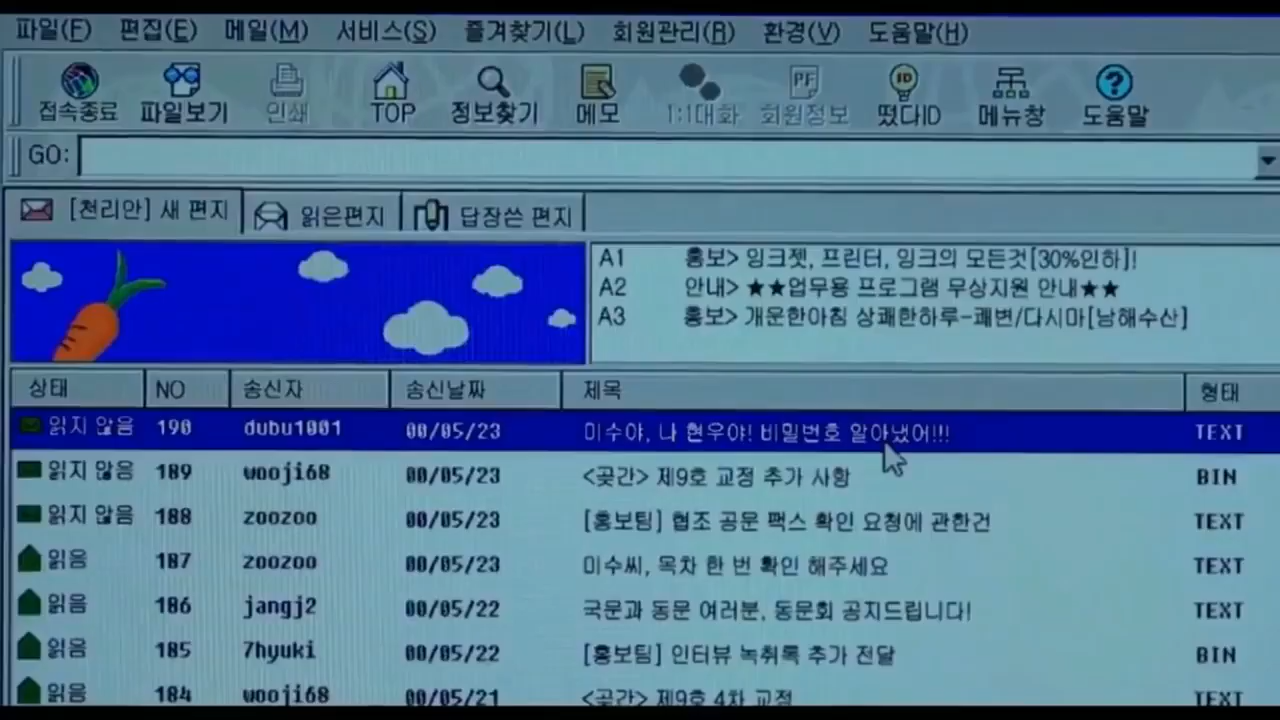 파일(F) 편집(E) 메일(M) 서비스(S) 즐겨찾기(L) 회원관리(R) 환경(V) 도움말(H)
접속종료 파일보기 인쇄 TOP 정보찾기 메모 1:1대화 PF 회원정보 ID 떴다!ID 메뉴창 도움말
GO:
[천리안] 새 편지 읽은편지 답장쓴 편지
A1 홍보> 잉크젯, 프린터, 잉크의 모든것[30%인하]!
A2 안내> ★★업무용 프로그램 무상지원 안내★★
A3 홍보> 개운한아침 상쾌한하루-쾌변/다시마[남해수산]
상태 NO 송신자 송신날짜 제목 형태
읽지 않음 190 dubu1001 00/05/23 미수야, 나 현우야! 비밀번호 알아냈어!!! TEXT
읽지 않음 189 wooji68 00/05/23 <곶간> 제9호 교정 추가 사항 BIN
읽지 않음 188 zoozoo 00/05/23 [홍보팀] 협조 공문 팩스 확인 요청에 관한건 TEXT
읽음 187 zoozoo 00/05/23 미수씨, 목차 한 번 확인 해주세요 TEXT
읽음 186 jangj2 00/05/22 국문과 동문 여러분, 동문회 공지드립니다! TEXT
읽음 185 7hyuki 00/05/22 [홍보팀] 인터뷰 녹취록 추가 전달 BIN
읽음 184 wooji68 00/05/21 <곶간> 제9호 4차 교정 TEXT